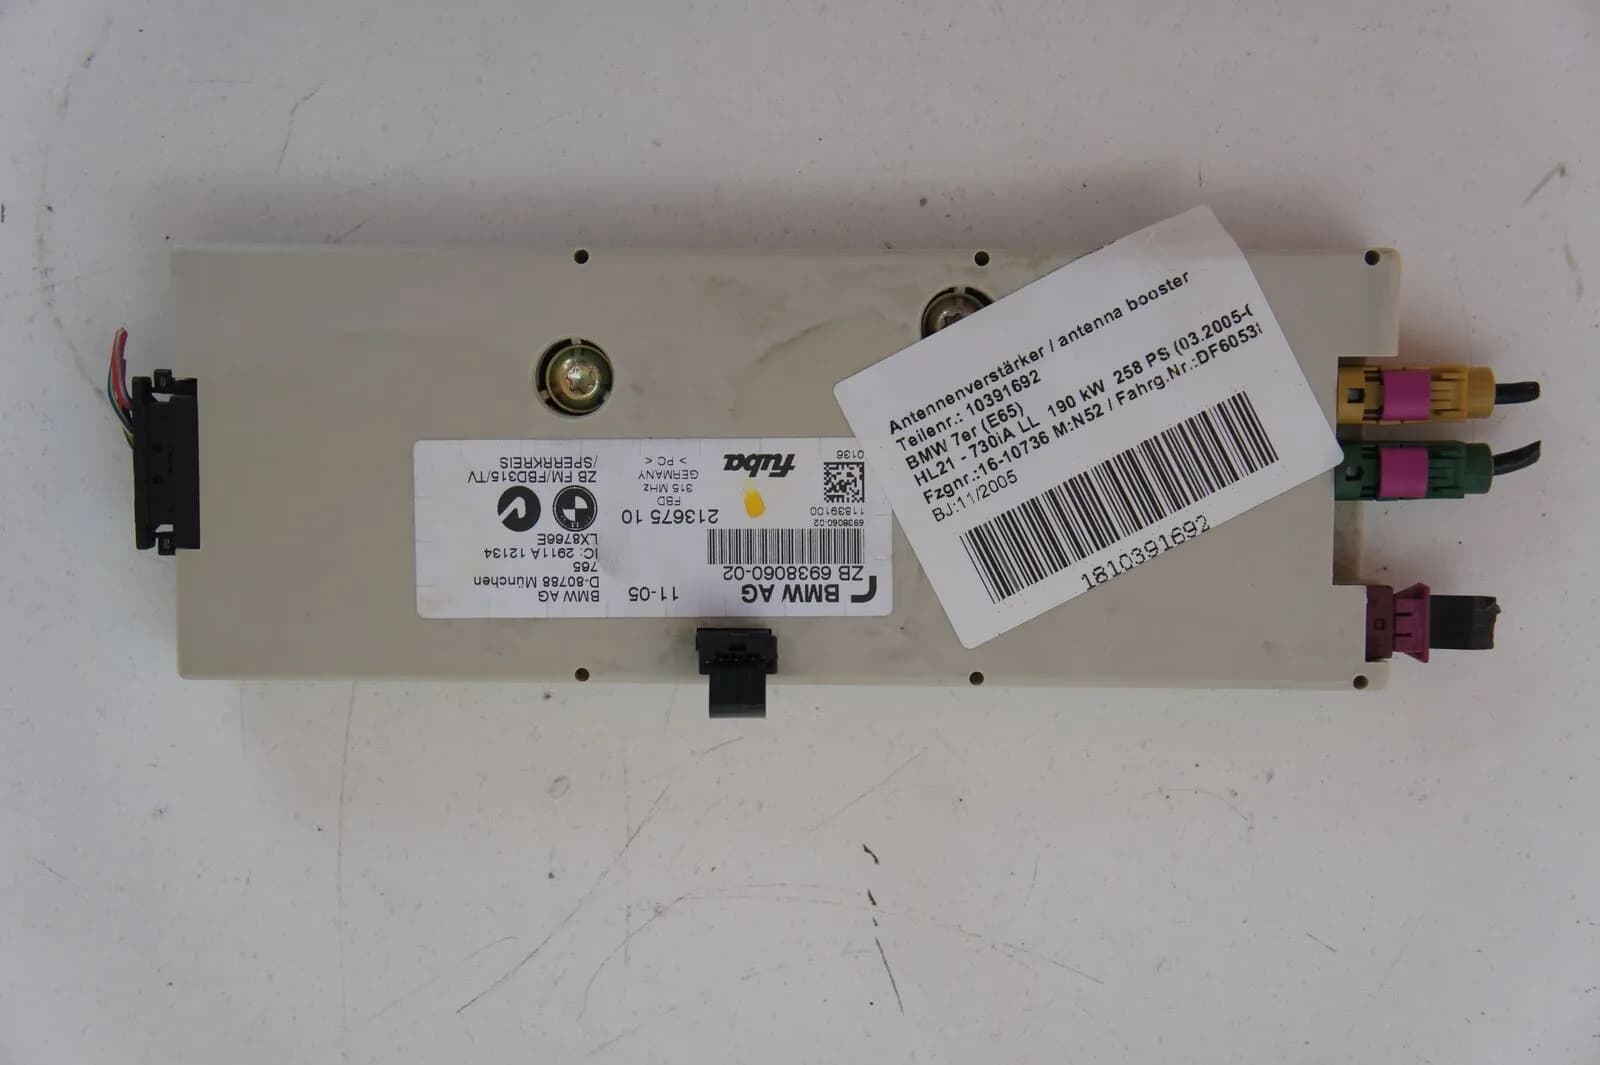 Antennenverstärker / antenna booster
Teilenr.: 10391692
BMW 7er (E65)
HL21 - 730iA LL 190 kW 258 PS (03.2005-
Fzgnr.:16-10736 M:N52 / Fahrg.Nr.:DF6053
BJ:11/2005
1810391692
BMW AG
ZB 6938060-02
11-05
BMW AG
D-80788 München
765
IC: 2911A 12134
LX8766E
6938060-02
11839100
0136
213675 10
FBD
315 MHz
GERMANY
> PC <
fuba
ZB FM/FBD315/TV
/SPERRKREIS